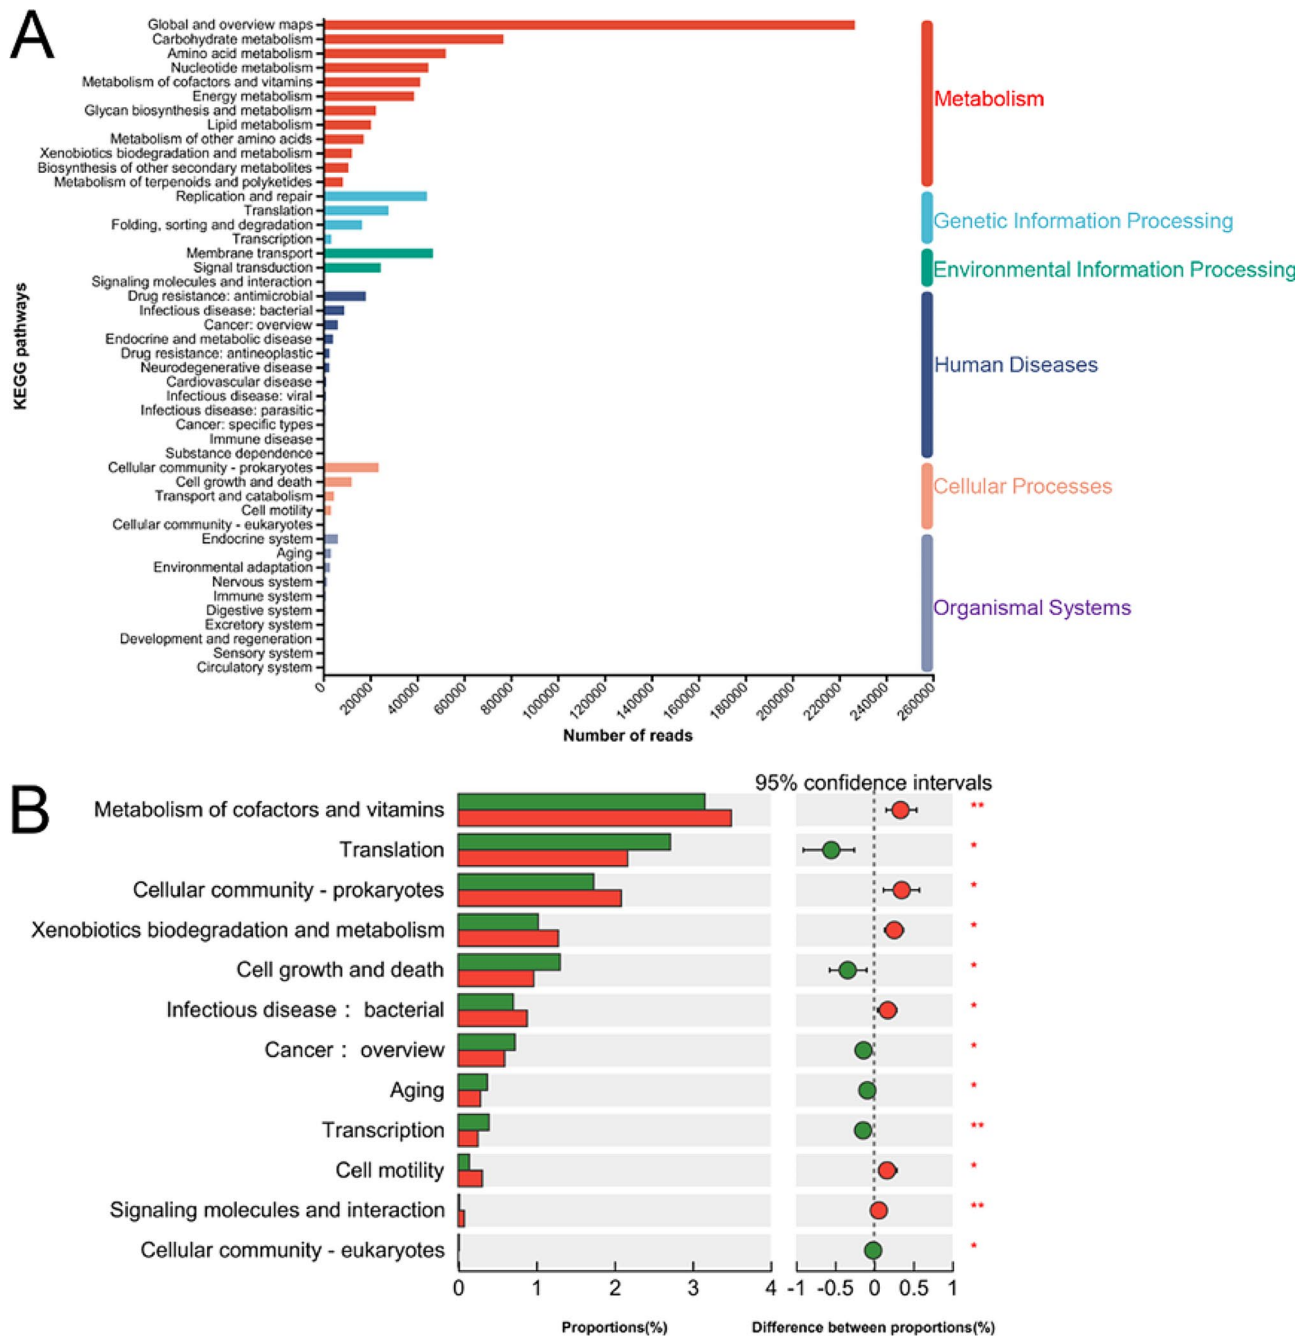 A
Global and overview maps
Carbohydrate metabolism
Amino acid metabolism
Nucleotide metabolism
Metabolism of cofactors and vitamins
Energy metabolism
Glycan biosynthesis and metabolism
Lipid metabolism
Metabolism of other amino acids
Xenobiotics biodegradation and metabolism
Biosynthesis of other secondary metabolites
Metabolism of terpenoids and polyketides
Replication and repair
Translation
Folding, sorting and degradation
Transcription
Membrane transport
Signal transduction
Signaling molecules and interaction
Drug resistance: antimicrobial
Infectious disease: bacterial
Cancer: overview
Endocrine and metabolic disease
Drug resistance: antineoplastic
Neurodegenerative disease
Cardiovascular disease
Infectious disease: viral
Infectious disease: parasitic
Cancer: specific types
Immune disease
Substance dependence
Cellular community - prokaryotes
Cell growth and death
Transport and catabolism
Cell motility
Cellular community - eukaryotes
Endocrine system
Aging
Environmental adaptation
Nervous system
Immune system
Digestive system
Excretory system
Development and regeneration
Sensory system
Circulatory system
KEGG pathways
Metabolism
Genetic Information Processing
Environmental Information Processing
Human Diseases
Cellular Processes
Organismal Systems
0 20000 40000 60000 80000 100000 120000 140000 160000 180000 200000 220000 240000 260000
Number of reads
B
95% confidence intervals
Metabolism of cofactors and vitamins **
Translation *
Cellular community - prokaryotes *
Xenobiotics biodegradation and metabolism *
Cell growth and death *
Infectious disease : bacterial *
Cancer : overview *
Aging *
Transcription **
Cell motility *
Signaling molecules and interaction **
Cellular community - eukaryotes *
0 1 2 3 4 -1 -0.5 0 0.5 1
Proportions(%) Difference between proportions(%)